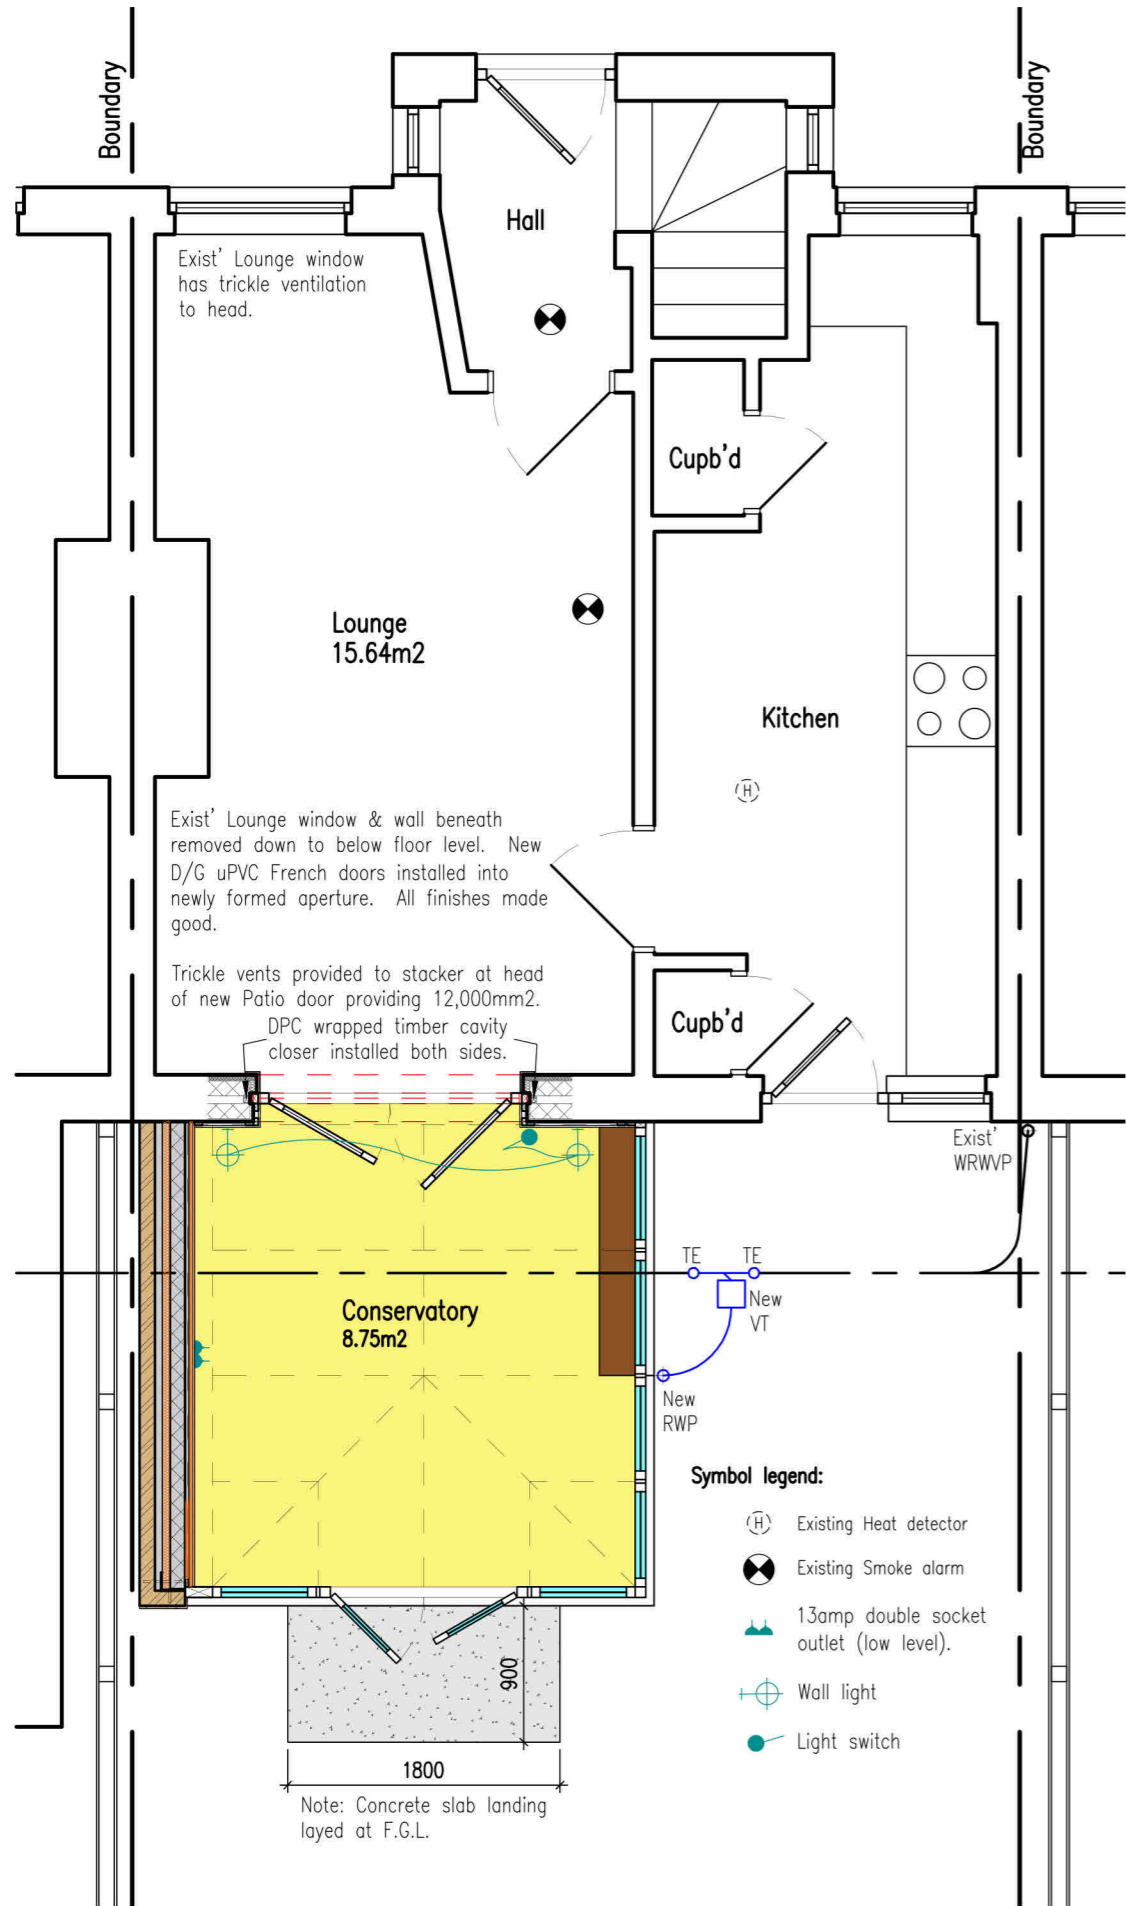 Boundary
Boundary
Hall
Exist' Lounge window
has trickle ventilation
to head.
Cupb'd
Lounge
15.64m2
Kitchen
H
Exist' Lounge window & wall beneath
removed down to below floor level. New
D/G uPVC French doors installed into
newly formed aperture. All finishes made
good.
Trickle vents provided to stacker at head
of new Patio door providing 12,000mm2.
DPC wrapped timber cavity
closer installed both sides.
Cupb'd
Exist'
WRWVP
TE
TE
New
VT
Conservatory
8.75m2
New
RWP
Symbol legend:
H Existing Heat detector
Existing Smoke alarm
13amp double socket
outlet (low level).
Wall light
Light switch
900
1800
Note: Concrete slab landing
layed at F.G.L.